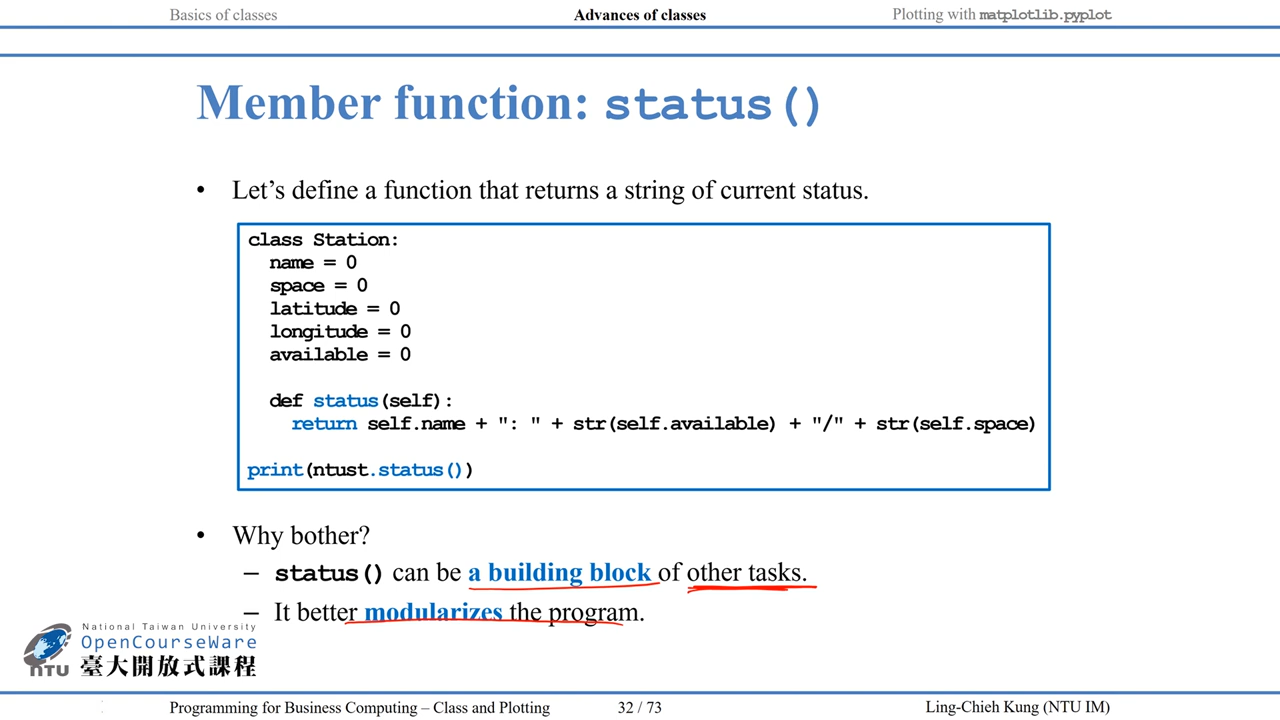 Basics of classes Advances of classes Plotting with matplotlib.pyplot
Member function: status()
• Let's define a function that returns a string of current status.
class Station:
name = 0
space = 0
latitude = 0
longitude = 0
available = 0
def status(self):
return self.name + ": " + str(self.available) + "/" + str(self.space)
print(ntust.status())
• Why bother?
– status() can be a building block of other tasks.
– It better modularizes the program.
National Taiwan University
OpenCourseWare
NTU 臺大開放式課程
Programming for Business Computing – Class and Plotting 32 / 73 Ling-Chieh Kung (NTU IM)